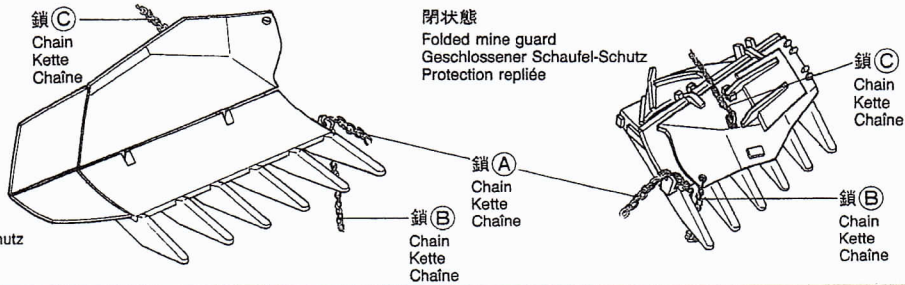 鎖Ⓒ
Chain
Kette
Chaîne
閉状態
Folded mine guard
Geschlossener Schaufel-Schutz
Protection repliée
鎖Ⓒ
Chain
Kette
Chaîne
鎖Ⓐ
Chain
Kette
Chaîne
鎖Ⓑ
Chain
Kette
Chaîne
鎖Ⓑ
Chain
Kette
Chaîne
utz